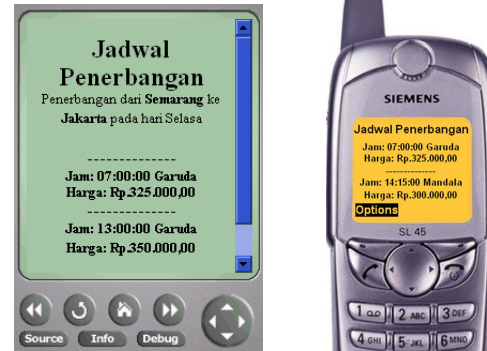 Jadwal
Penerbangan
Penerbangan dari Semarang ke
Jakarta pada hari Selasa
--------------
Jam: 07:00:00 Garuda
Harga: Rp.325.000,00
--------------
Jam: 13:00:00 Garuda
Harga: Rp.350.000,00
Source Info Debug
SIEMENS
Jadwal Penerbangan
Jam: 07:00:00 Garuda
Harga: Rp.325.000,00
--------------
Jam: 14:15:00 Mandala
Harga: Rp.300.000,00
Options
SL 45
1 2 ABC 3 DEF
4 GHI 5 JKL 6 MNO